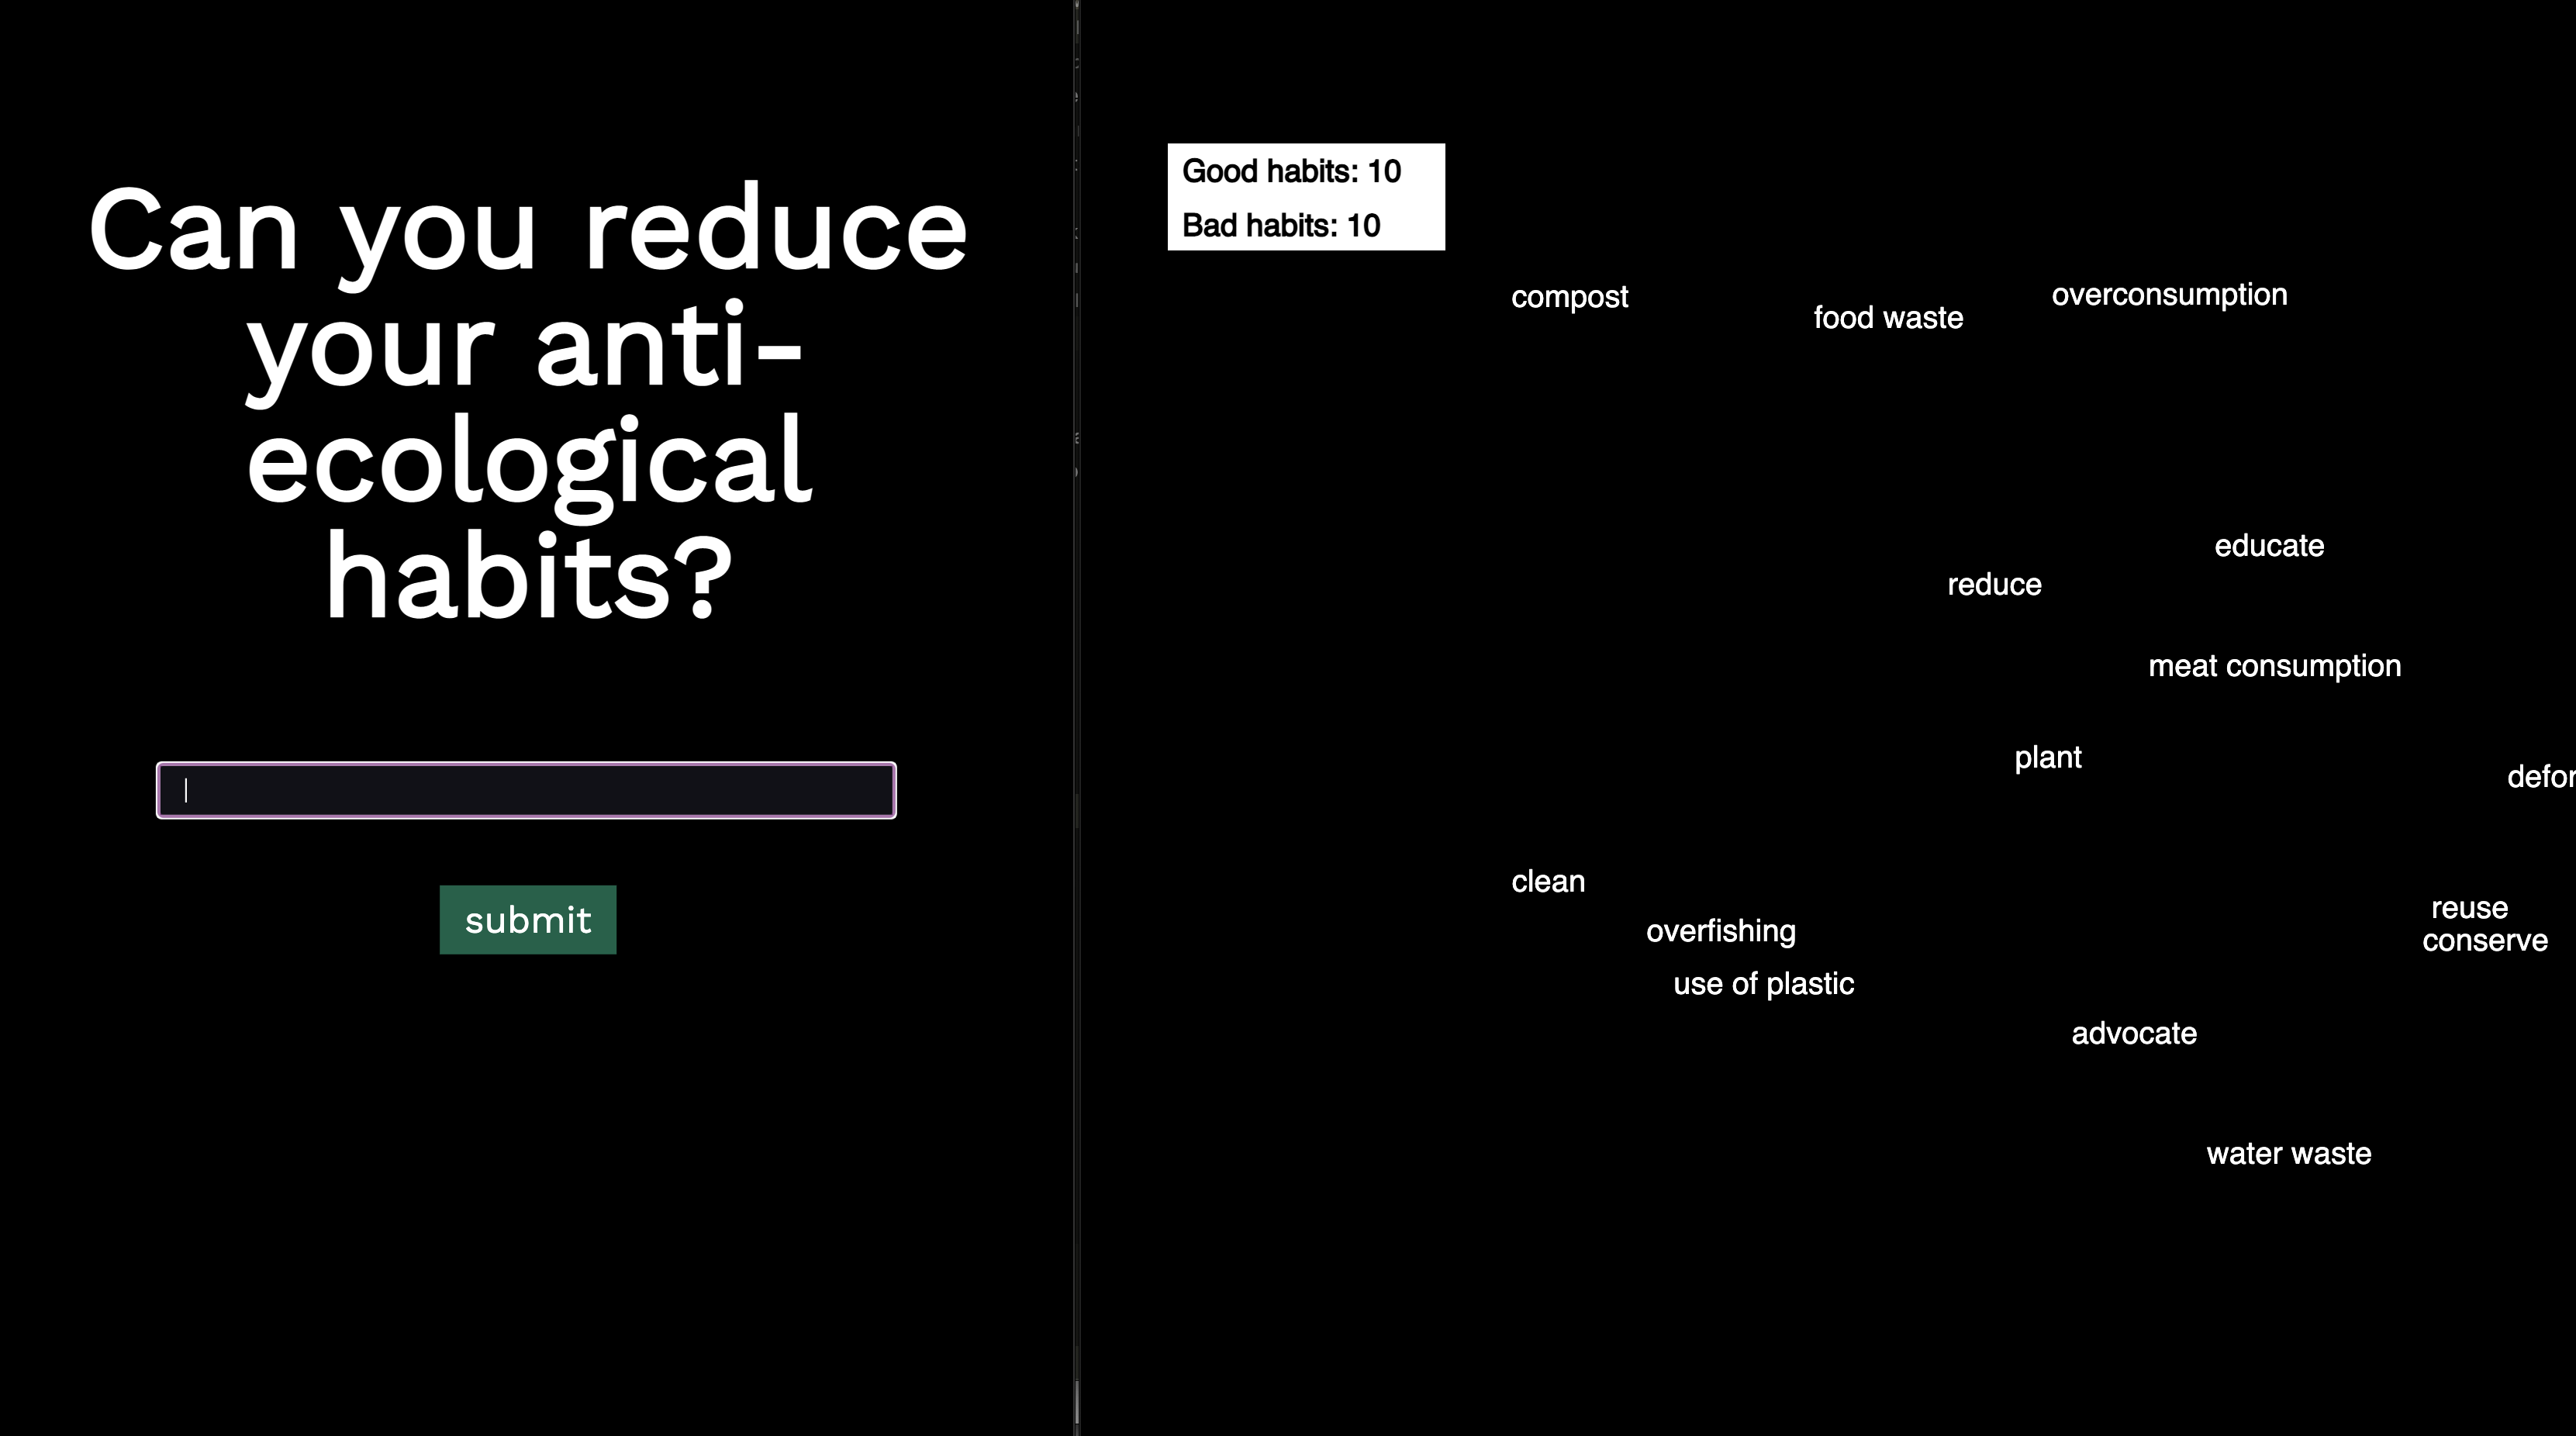 Can you reduce
your anti-
ecological
habits?
submit
Good habits: 10
Bad habits: 10
compost
food waste
overconsumption
educate
reduce
meat consumption
plant
defor
clean
reuse
overfishing
conserve
use of plastic
advocate
water waste